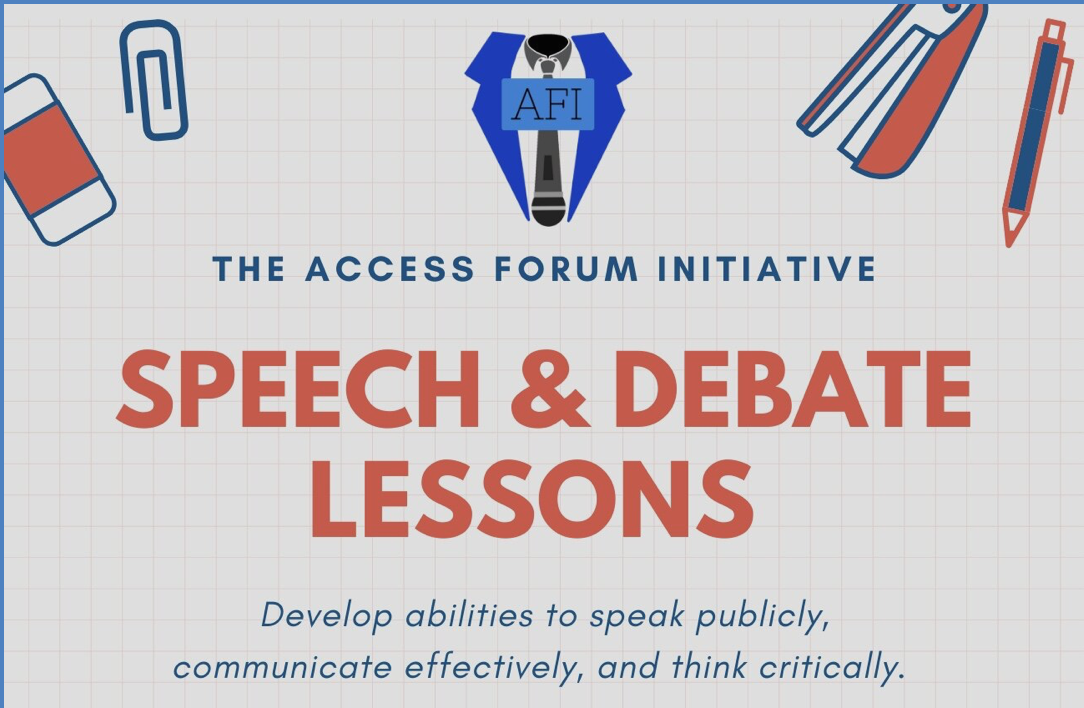 AFI
THE ACCESS FORUM INITIATIVE
SPEECH & DEBATE
LESSONS
Develop abilities to speak publicly,
communicate effectively, and think critically.